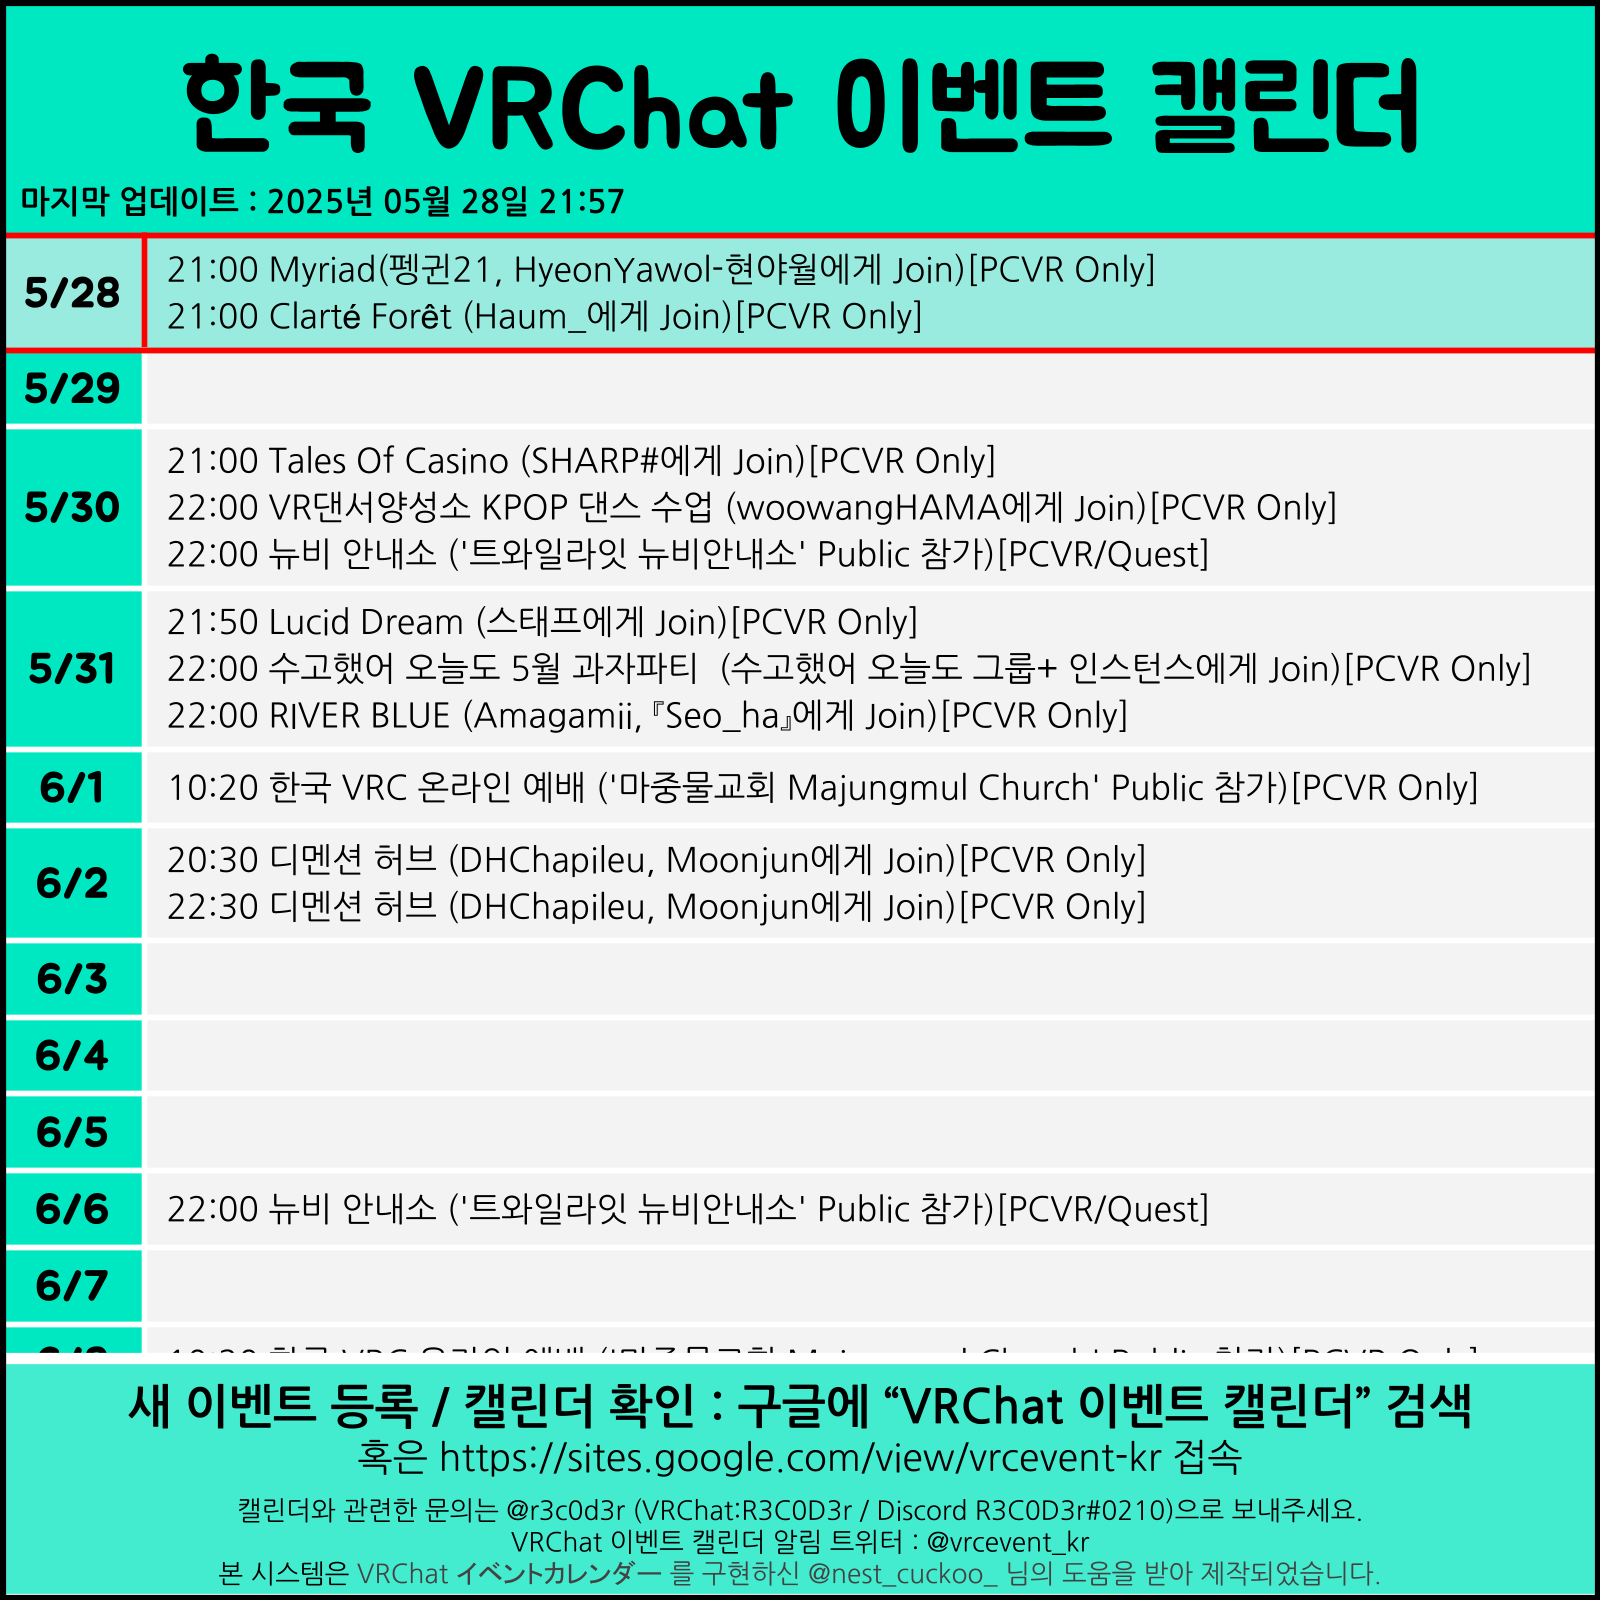 한국 VRChat 이벤트 캘린더
마지막 업데이트 : 2025년 05월 28일 21:57
5/28
21:00 Myriad(펭귄21, HyeonYawol-현야월에게 Join)[PCVR Only]
21:00 Clarté Forêt (Haum_에게 Join)[PCVR Only]
5/29
5/30
21:00 Tales Of Casino (SHARP#에게 Join)[PCVR Only]
22:00 VR댄서양성소 KPOP 댄스 수업 (woowangHAMA에게 Join)[PCVR Only]
22:00 뉴비 안내소 ('트와일라잇 뉴비안내소' Public 참가)[PCVR/Quest]
5/31
21:50 Lucid Dream (스태프에게 Join)[PCVR Only]
22:00 수고했어 오늘도 5월 과자파티  (수고했어 오늘도 그룹+ 인스턴스에게 Join)[PCVR Only]
22:00 RIVER BLUE (Amagamii,『Seo_ha』에게 Join)[PCVR Only]
6/1
10:20 한국 VRC 온라인 예배 ('마중물교회 Majungmul Church' Public 참가)[PCVR Only]
6/2
20:30 디멘션 허브 (DHChapileu, Moonjun에게 Join)[PCVR Only]
22:30 디멘션 허브 (DHChapileu, Moonjun에게 Join)[PCVR Only]
6/3
6/4
6/5
6/6
22:00 뉴비 안내소 ('트와일라잇 뉴비안내소' Public 참가)[PCVR/Quest]
6/7
새 이벤트 등록 / 캘린더 확인 : 구글에 “VRChat 이벤트 캘린더” 검색
혹은 https://sites.google.com/view/vrcevent-kr 접속
캘린더와 관련한 문의는 @r3c0d3r (VRChat:R3C0D3r / Discord R3C0D3r#0210)으로 보내주세요.
VRChat 이벤트 캘린더 알림 트위터 : @vrcevent_kr
본 시스템은 VRChat イベントカレンダー 를 구현하신 @nest_cuckoo_ 님의 도움을 받아 제작되었습니다.